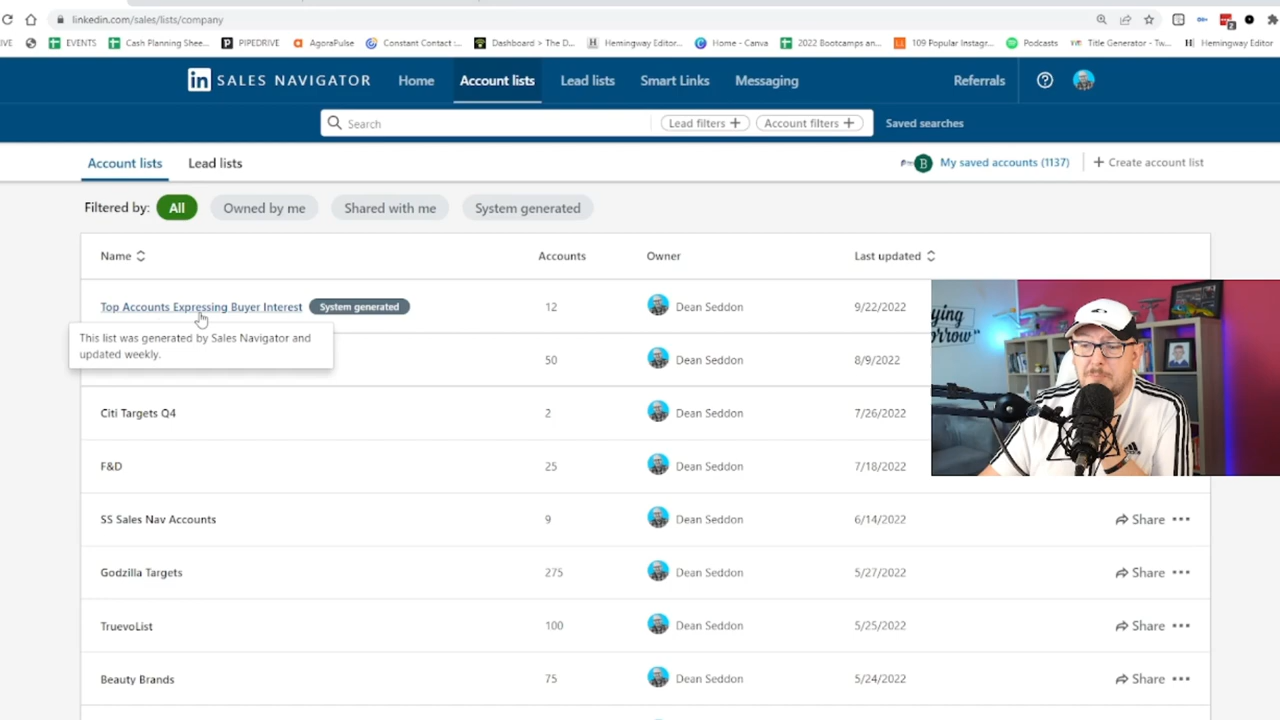 linkedin.com/sales/lists/company
EVENTS
Cash Planning Shee...
PIPEDRIVE
AgoraPulse
Constant Contact :...
Dashboard > The D...
Hemingway Editor...
Home - Canva
2022 Bootcamps an...
109 Popular Instagr...
Podcasts
Title Generator - Tw...
Hemingway Editor
in SALES NAVIGATOR
Home
Account lists
Lead lists
Smart Links
Messaging
Referrals
Search
Lead filters +
Account filters +
Saved searches
Account lists
Lead lists
B
My saved accounts (1137)
+ Create account list
Filtered by:
All
Owned by me
Shared with me
System generated
Name
Accounts
Owner
Last updated
Top Accounts Expressing Buyer Interest
System generated
12
Dean Seddon
9/22/2022
This list was generated by Sales Navigator and
updated weekly.
50
Dean Seddon
8/9/2022
Citi Targets Q4
2
Dean Seddon
7/26/2022
F&D
25
Dean Seddon
7/18/2022
SS Sales Nav Accounts
9
Dean Seddon
6/14/2022
Share
Godzilla Targets
275
Dean Seddon
5/27/2022
Share
TruevoList
100
Dean Seddon
5/25/2022
Share
Beauty Brands
75
Dean Seddon
5/24/2022
Share
adidas